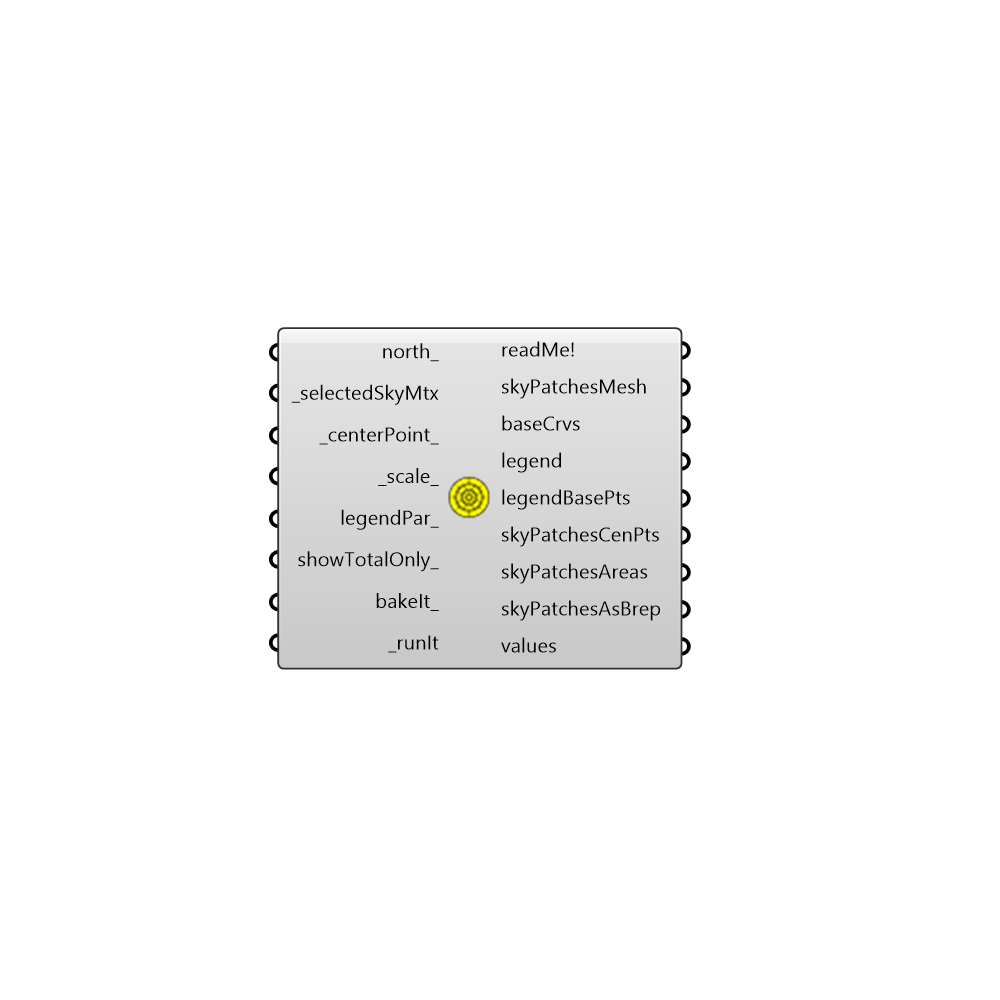 north_
_selectedSkyMtx
_centerPoint_
_scale_
legendPar_
showTotalOnly_
bakeIt_
_runIt
readMe!
skyPatchesMesh
baseCrvs
legend
legendBasePts
skyPatchesCenPts
skyPatchesAreas
skyPatchesAsBrep
values